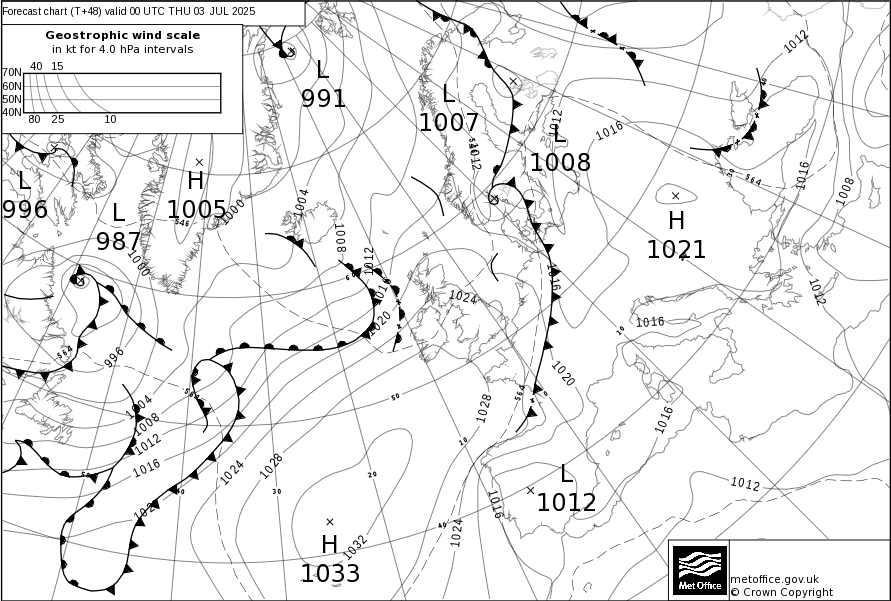 Forecast chart (T+48) valid 00 UTC THU 03 JUL 2025
Geostrophic wind scale
in kt for 4.0 hPa intervals
40 15
70N
60N
50N
40N
80 25 10
L
991
L
1007
L
1008
1012
1012
1016
1012
H
1005
L
996
L
987
1000
1004
1000
546
1008
1012
1016
1020
1024
564
1016
1008
H
1021
1012
1016
1016
10
1020
1016
564
996
564
1004
1008
1012
1016
564
1024
1028
50
1028
10
20
30
40
40
50
L
1012
1016
1024
1012
H
1033
1032
Met Office
metoffice.gov.uk
© Crown Copyright